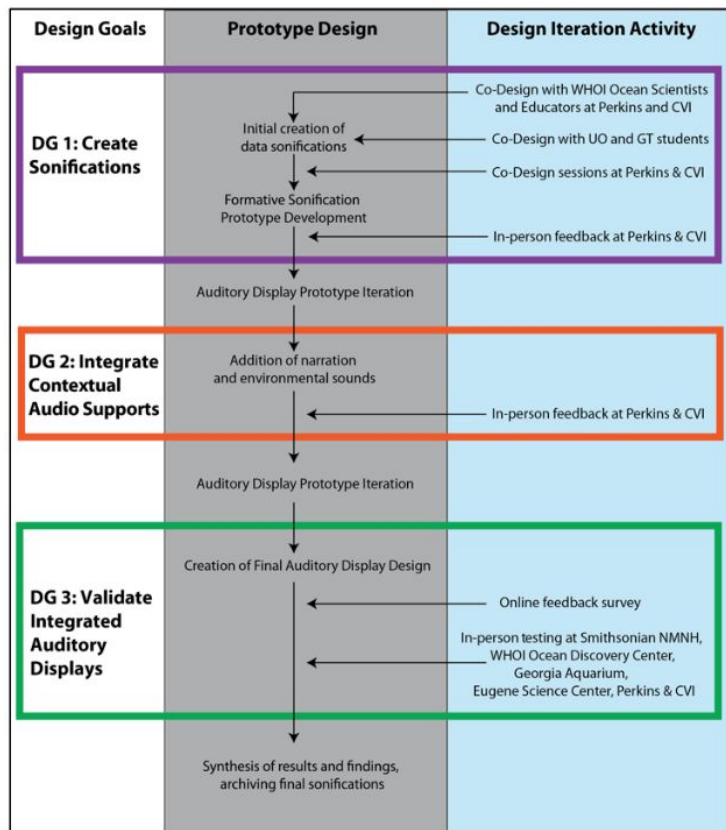 Design Goals
Prototype Design
Design Iteration Activity
DG 1: Create
Sonifications
Co-Design with WHOI Ocean Scientists
and Educators at Perkins and CVI
Initial creation of
data sonifications
Co-Design with UO and GT students
Co-Design sessions at Perkins & CVI
Formative Sonification
Prototype Development
In-person feedback at Perkins & CVI
Auditory Display Prototype Iteration
DG 2: Integrate
Contextual
Audio Supports
Addition of narration
and environmental sounds
In-person feedback at Perkins & CVI
Auditory Display Prototype Iteration
DG 3: Validate
Integrated
Auditory
Displays
Creation of Final Auditory Display Design
Online feedback survey
In-person testing at Smithsonian NMNH,
WHOI Ocean Discovery Center,
Georgia Aquarium,
Eugene Science Center, Perkins & CVI
Synthesis of results and findings,
archiving final sonifications